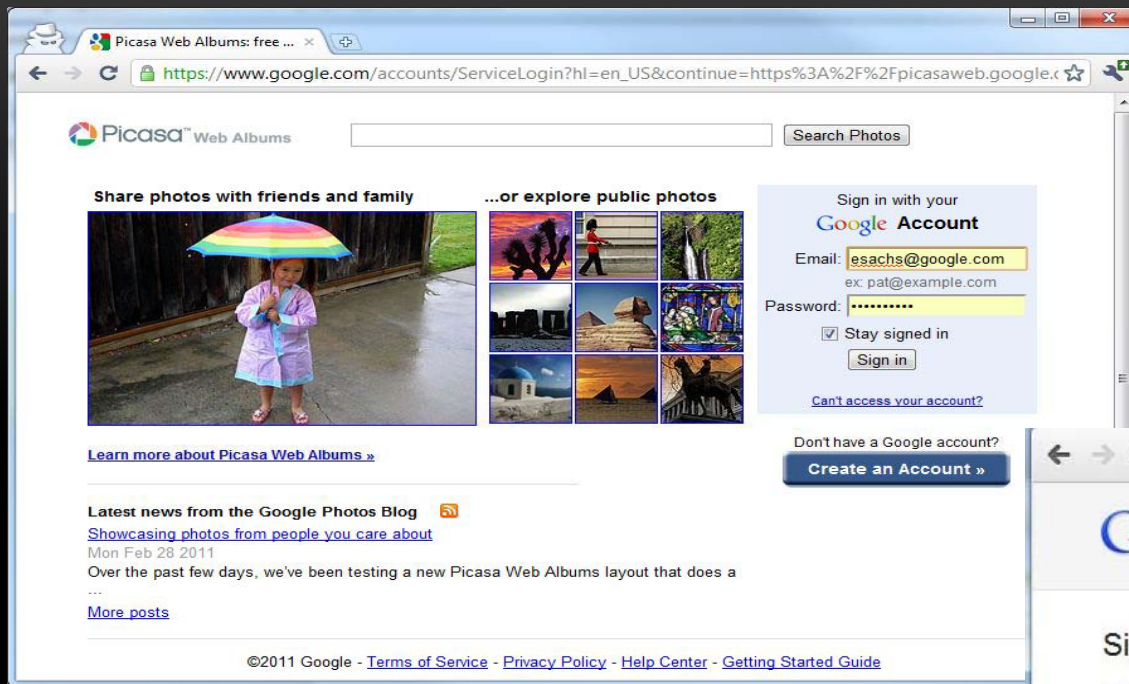 Picasa Web Albums: free ...
https://www.google.com/accounts/ServiceLogin?hl=en_US&continue=https%3A%2F%2Fpicasaweb.google.c
Picasa™ Web Albums
Search Photos
Share photos with friends and family
...or explore public photos
Sign in with your
Google Account
Email: esachs@google.com
ex: pat@example.com
Password: ••••••••••
Stay signed in
Sign in
Can't access your account?
Learn more about Picasa Web Albums »
Don't have a Google account?
Create an Account »
Latest news from the Google Photos Blog
Showcasing photos from people you care about
Mon Feb 28 2011
Over the past few days, we've been testing a new Picasa Web Albums layout that does a
...
More posts
©2011 Google - Terms of Service - Privacy Policy - Help Center - Getting Started Guide
G
Si